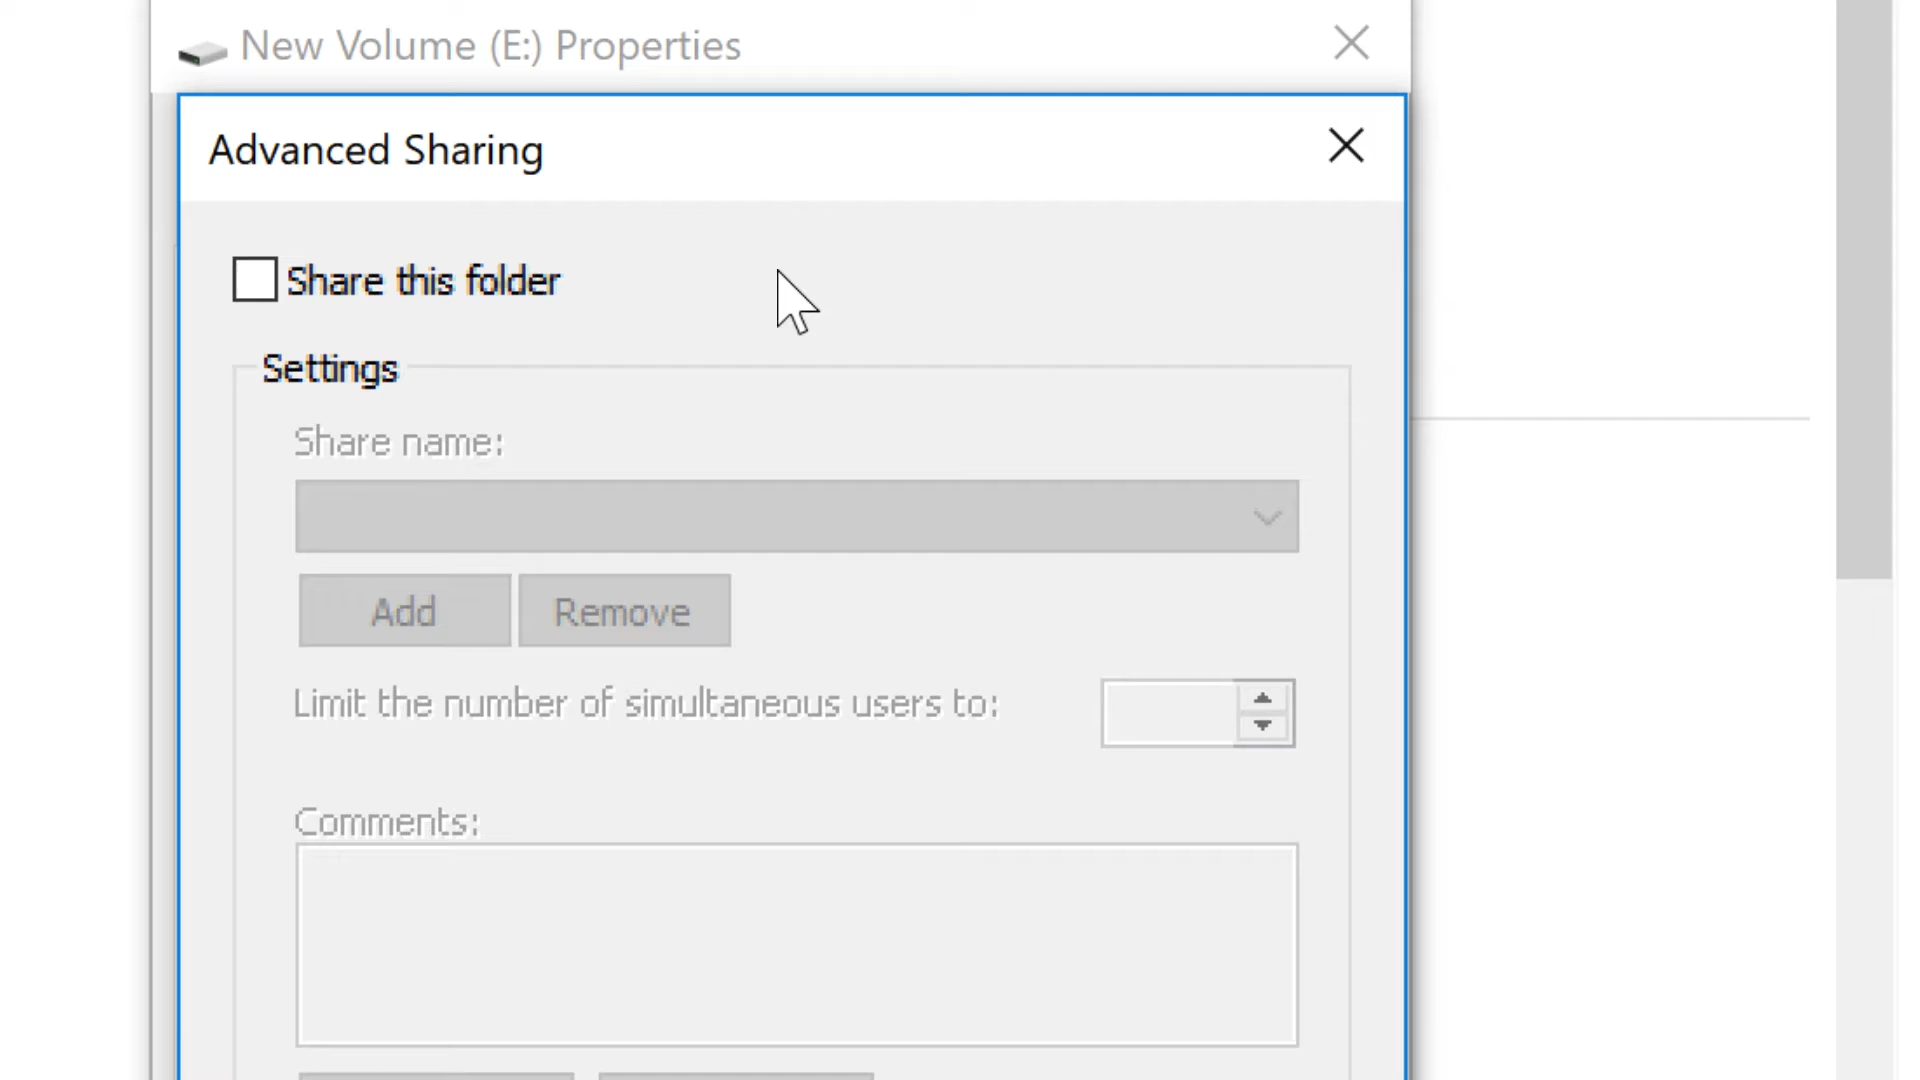 New Volume (E:) Properties
Advanced Sharing
Share this folder
Settings
Share name:
Add Remove
Limit the number of simultaneous users to:
Comments: